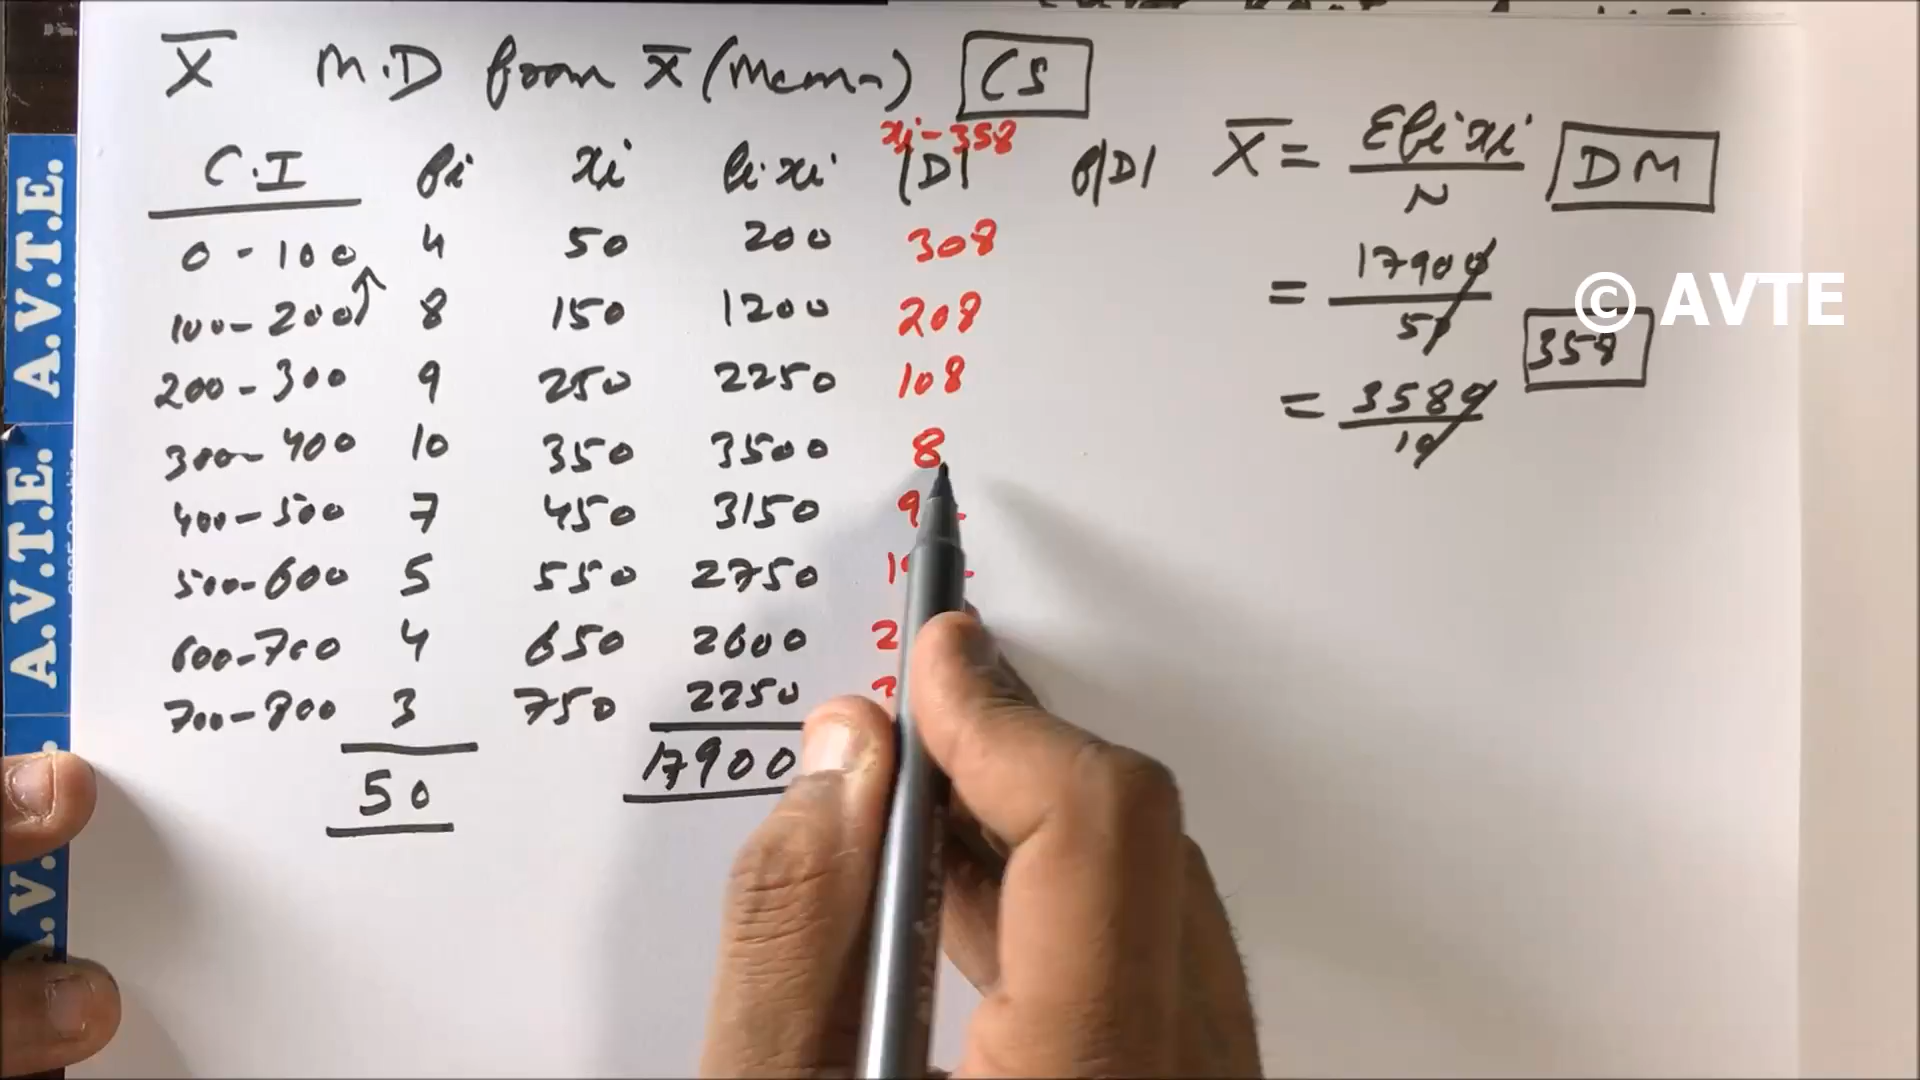 X̄ M.D from x̄ (Mean) CS
xi - 358
C.I fi xi fi·xi |D| f|D|
0 - 100 4 50 200 308
100 - 200 8 150 1200 208
200 - 300 9 250 2250 108
300 - 400 10 350 3500 8
400 - 500 7 450 3150
500 - 600 5 550 2750
600 - 700 4 650 2600
700 - 800 3 750 2250
50 17900
X̄ = Σfi·xi / N DM
= 17900 / 50
= 3580 / 10
358
© AVTE
A.V.T.E.
A.V.T.E.